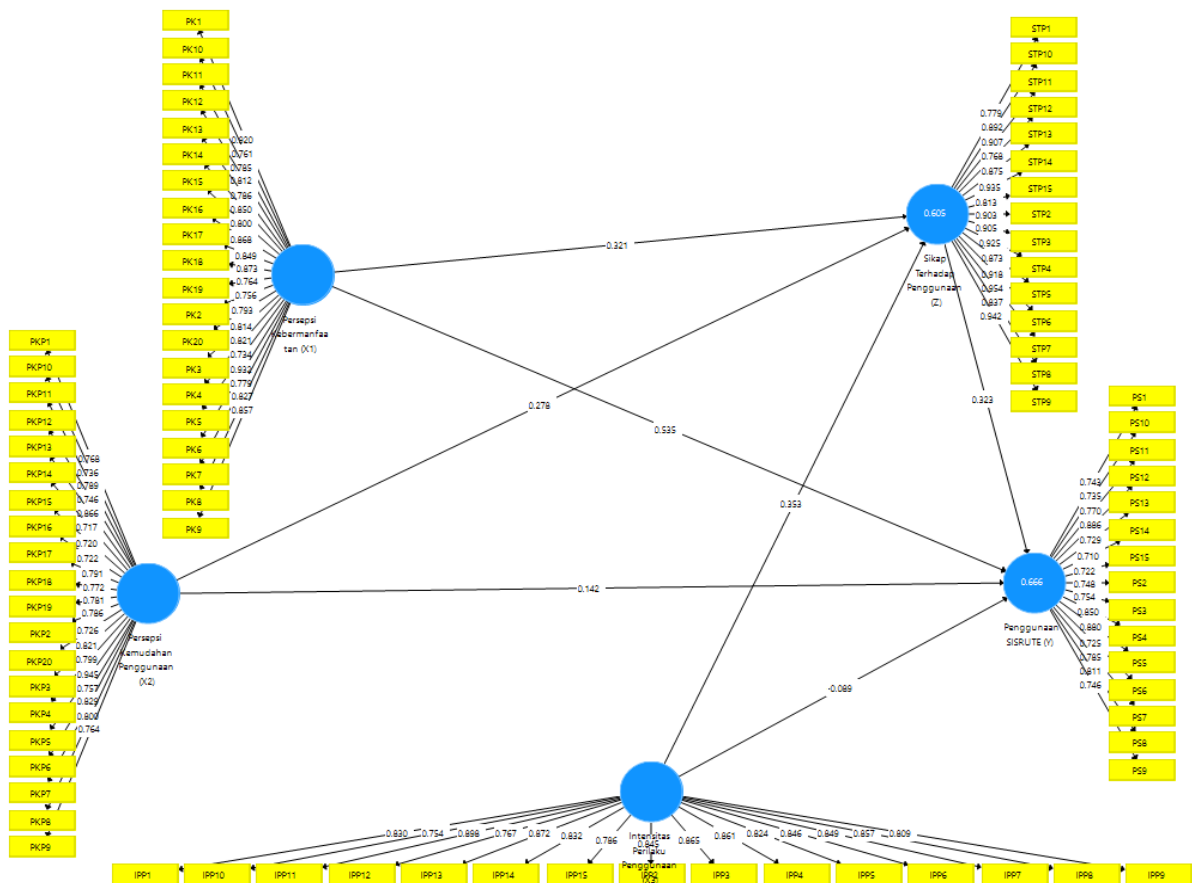 PK1
PK10
PK11
PK12
PK13
PK14
PK15
PK16
PK17
PK18
PK19
PK2
PK20
PK3
PK4
PK5
PK6
PK7
PK8
PK9
0.820
0.761
0.785
0.812
0.786
0.850
0.800
0.868
0.849
0.873
0.764
0.756
0.793
0.814
0.821
0.734
0.932
0.779
0.827
0.857
Persepsi
Kebermanfaa
tan (X1)
STP1
STP10
STP11
STP12
STP13
STP14
STP15
STP2
STP3
STP4
STP5
STP6
STP7
STP8
STP9
0.779
0.892
0.907
0.768
0.875
0.935
0.813
0.903
0.905
0.925
0.873
0.918
0.954
0.837
0.942
0.605
Sikap
Terhadap
Penggunaan
(Z)
0.321
0.278
0.535
0.353
0.323
0.142
-0.089
PKP1
PKP10
PKP11
PKP12
PKP13
PKP14
PKP15
PKP16
PKP17
PKP18
PKP19
PKP2
PKP20
PKP3
PKP4
PKP5
PKP6
PKP7
PKP8
PKP9
0.768
0.736
0.789
0.746
0.866
0.717
0.720
0.722
0.791
0.772
0.781
0.786
0.726
0.821
0.799
0.945
0.757
0.829
0.800
0.764
Persepsi
Kemudahan
Penggunaan
(X2)
PS1
PS10
PS11
PS12
PS13
PS14
PS15
PS2
PS3
PS4
PS5
PS6
PS7
PS8
PS9
0.743
0.735
0.770
0.886
0.729
0.710
0.722
0.748
0.754
0.850
0.880
0.725
0.785
0.811
0.746
0.666
Penggunaan
SISRUTE (Y)
0.830 0.754 0.898 0.767 0.872 0.832 0.786 0.845 0.865 0.861 0.824 0.846 0.849 0.857 0.809
Intensitas
Perilaku
Penggunaan
(X3)
IPP1 IPP10 IPP11 IPP12 IPP13 IPP14 IPP15 IPP2 IPP3 IPP4 IPP5 IPP6 IPP7 IPP8 IPP9